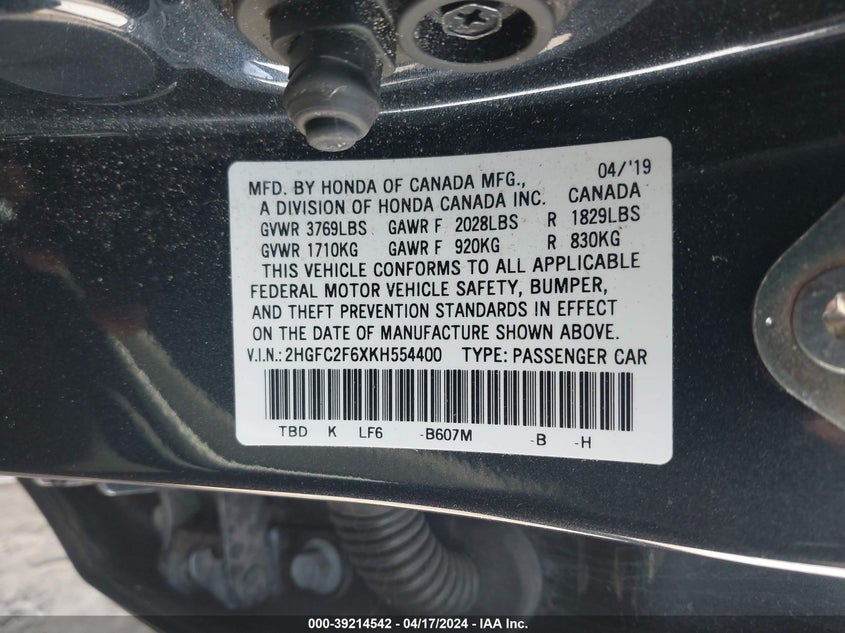 04/'19
MFD. BY HONDA OF CANADA MFG.,
A DIVISION OF HONDA CANADA INC. CANADA
GVWR 3769LBS GAWR F 2028LBS R 1829LBS
GVWR 1710KG GAWR F 920KG R 830KG
THIS VEHICLE CONFORMS TO ALL APPLICABLE
FEDERAL MOTOR VEHICLE SAFETY, BUMPER,
AND THEFT PREVENTION STANDARDS IN EFFECT
ON THE DATE OF MANUFACTURE SHOWN ABOVE.
V.I.N.: 2HGFC2F6XKH554400 TYPE: PASSENGER CAR
TBD K LF6 -B607M -B -H
000-39214542 - 04/17/2024 - IAA Inc.